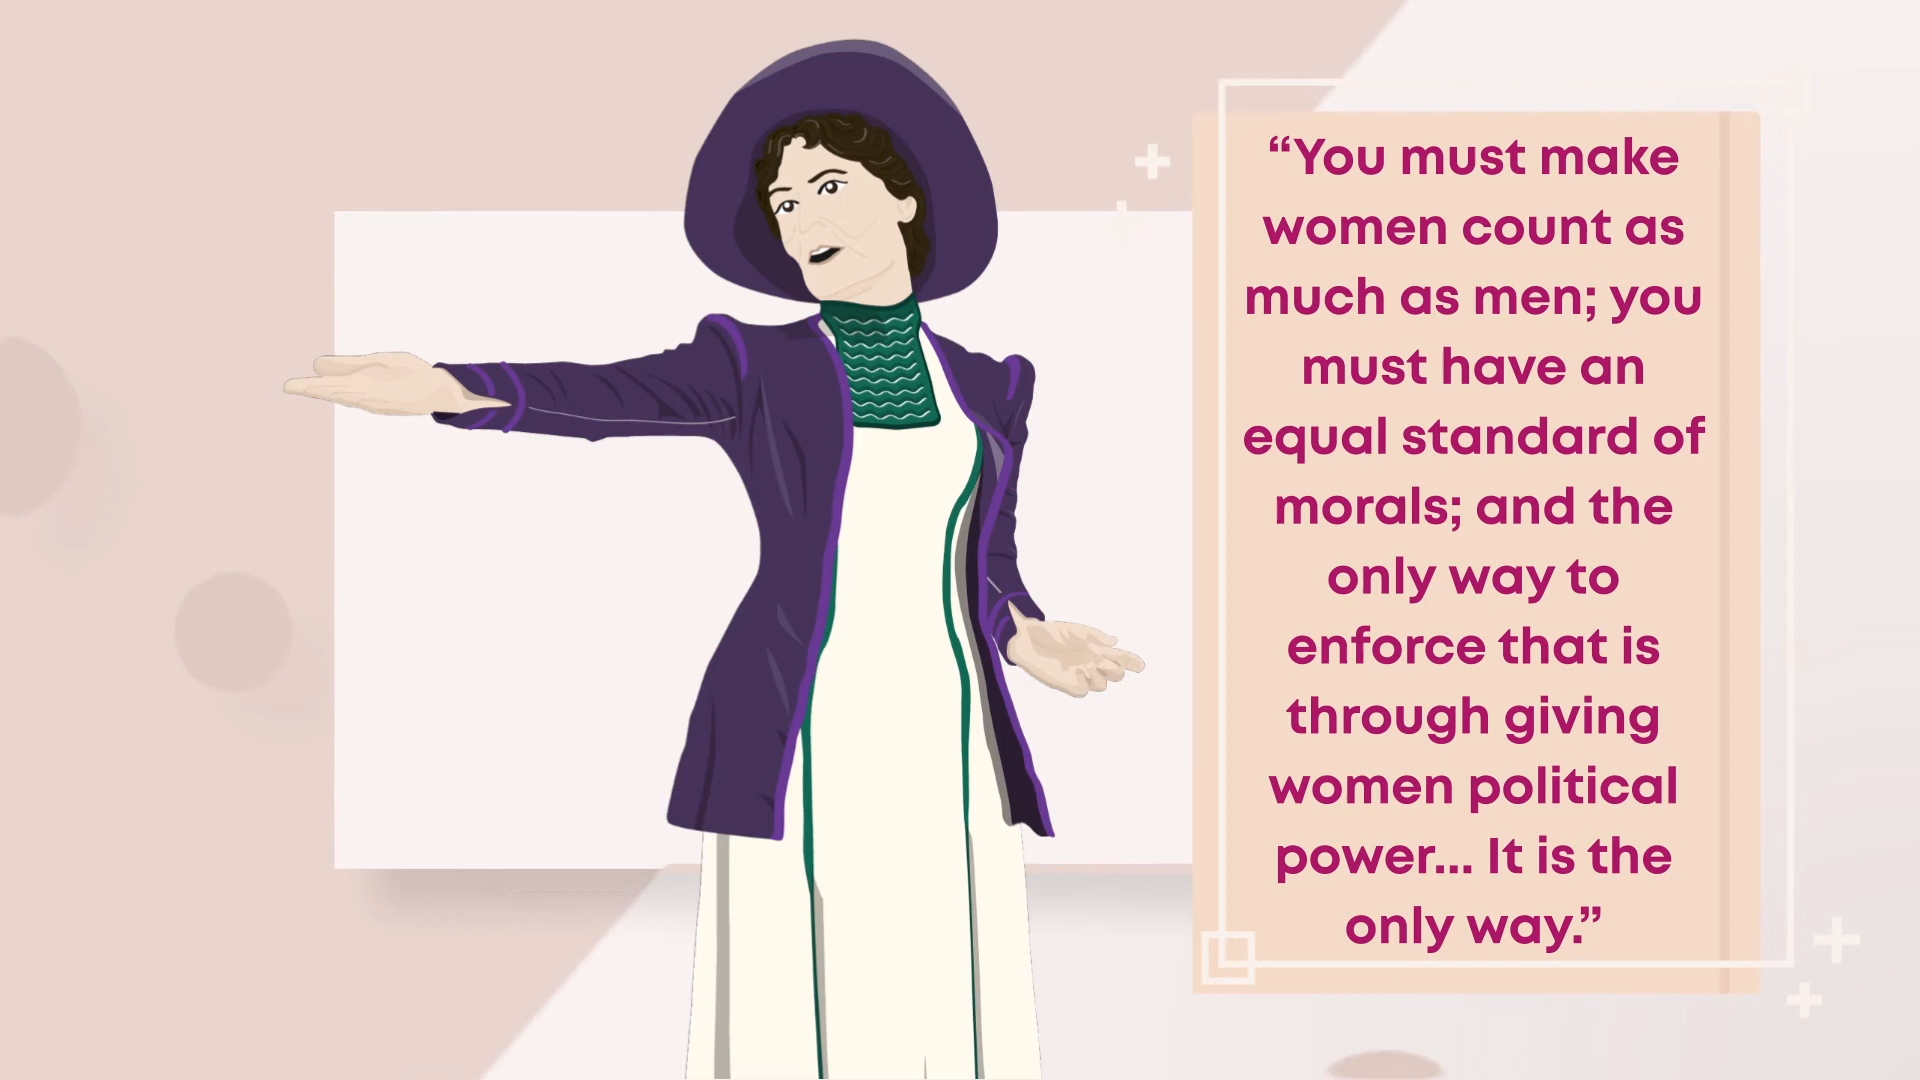 “You must make
women count as
much as men; you
must have an
equal standard of
morals; and the
only way to
enforce that is
through giving
women political
power... It is the
only way.”